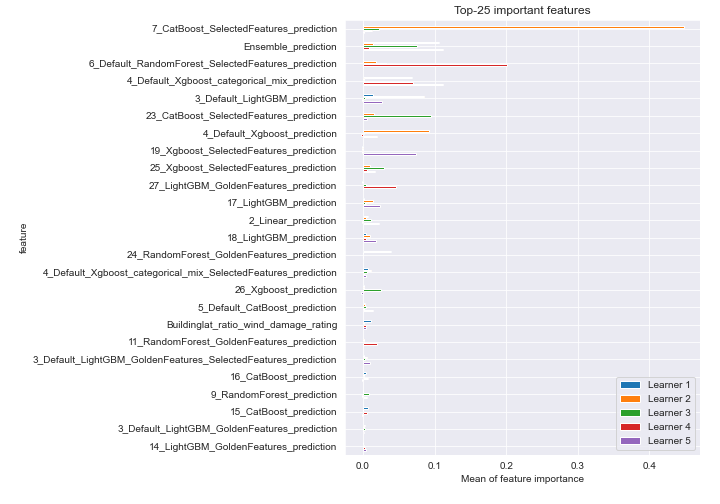 Top-25 important features
7_CatBoost_SelectedFeatures_prediction
Ensemble_prediction
6_Default_RandomForest_SelectedFeatures_prediction
4_Default_Xgboost_categorical_mix_prediction
3_Default_LightGBM_prediction
23_CatBoost_SelectedFeatures_prediction
4_Default_Xgboost_prediction
19_Xgboost_SelectedFeatures_prediction
25_Xgboost_SelectedFeatures_prediction
27_LightGBM_GoldenFeatures_prediction
17_LightGBM_prediction
2_Linear_prediction
18_LightGBM_prediction
24_RandomForest_GoldenFeatures_prediction
4_Default_Xgboost_categorical_mix_SelectedFeatures_prediction
26_Xgboost_prediction
5_Default_CatBoost_prediction
Buildinglat_ratio_wind_damage_rating
11_RandomForest_GoldenFeatures_prediction
3_Default_LightGBM_GoldenFeatures_SelectedFeatures_prediction
16_CatBoost_prediction
9_RandomForest_prediction
15_CatBoost_prediction
3_Default_LightGBM_GoldenFeatures_prediction
14_LightGBM_GoldenFeatures_prediction
feature
Learner 1
Learner 2
Learner 3
Learner 4
Learner 5
0.0 0.1 0.2 0.3 0.4
Mean of feature importance